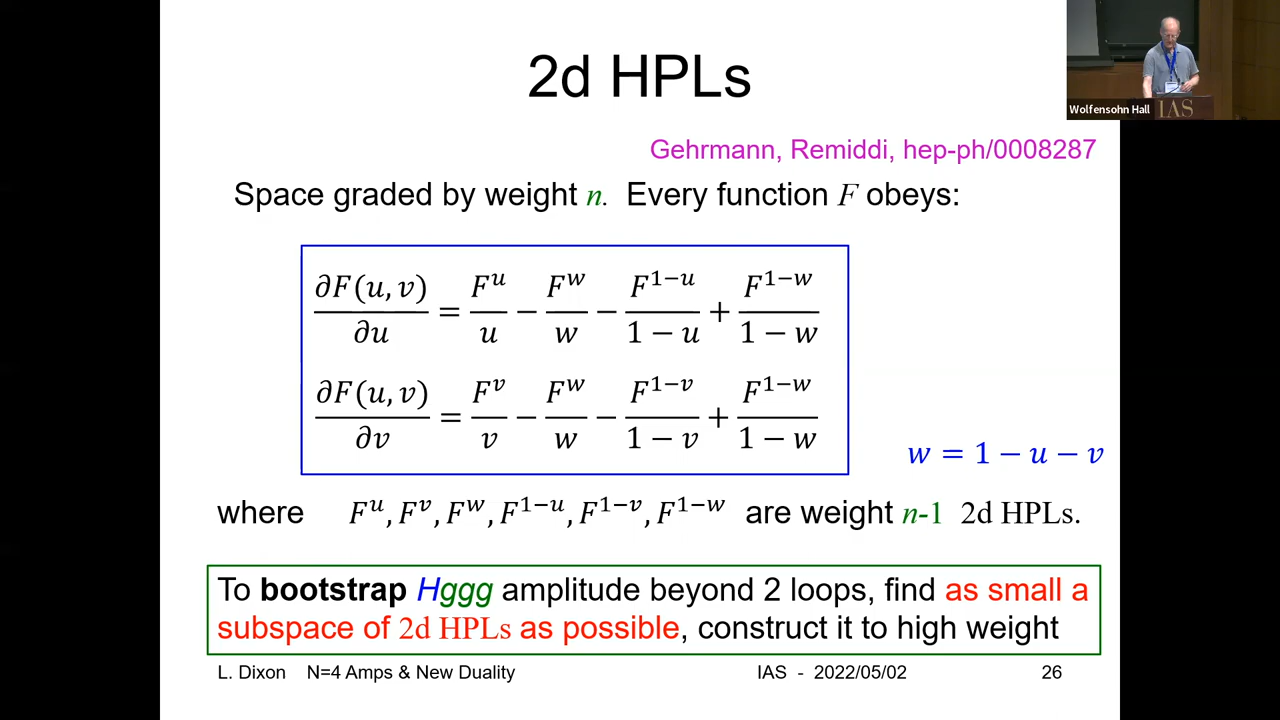 2d HPLs
Wolfensohn Hall
IAS
Gehrmann, Remiddi, hep-ph/0008287
Space graded by weight n. Every function F obeys:
∂F(u, v)/∂u = F^u/u − F^w/w − F^{1−u}/(1 − u) + F^{1−w}/(1 − w)
∂F(u, v)/∂v = F^v/v − F^w/w − F^{1−v}/(1 − v) + F^{1−w}/(1 − w)
w = 1 − u − v
where F^u, F^v, F^w, F^{1−u}, F^{1−v}, F^{1−w} are weight n-1 2d HPLs.
To bootstrap Hggg amplitude beyond 2 loops, find as small a
subspace of 2d HPLs as possible, construct it to high weight
L. Dixon N=4 Amps & New Duality IAS - 2022/05/02 26